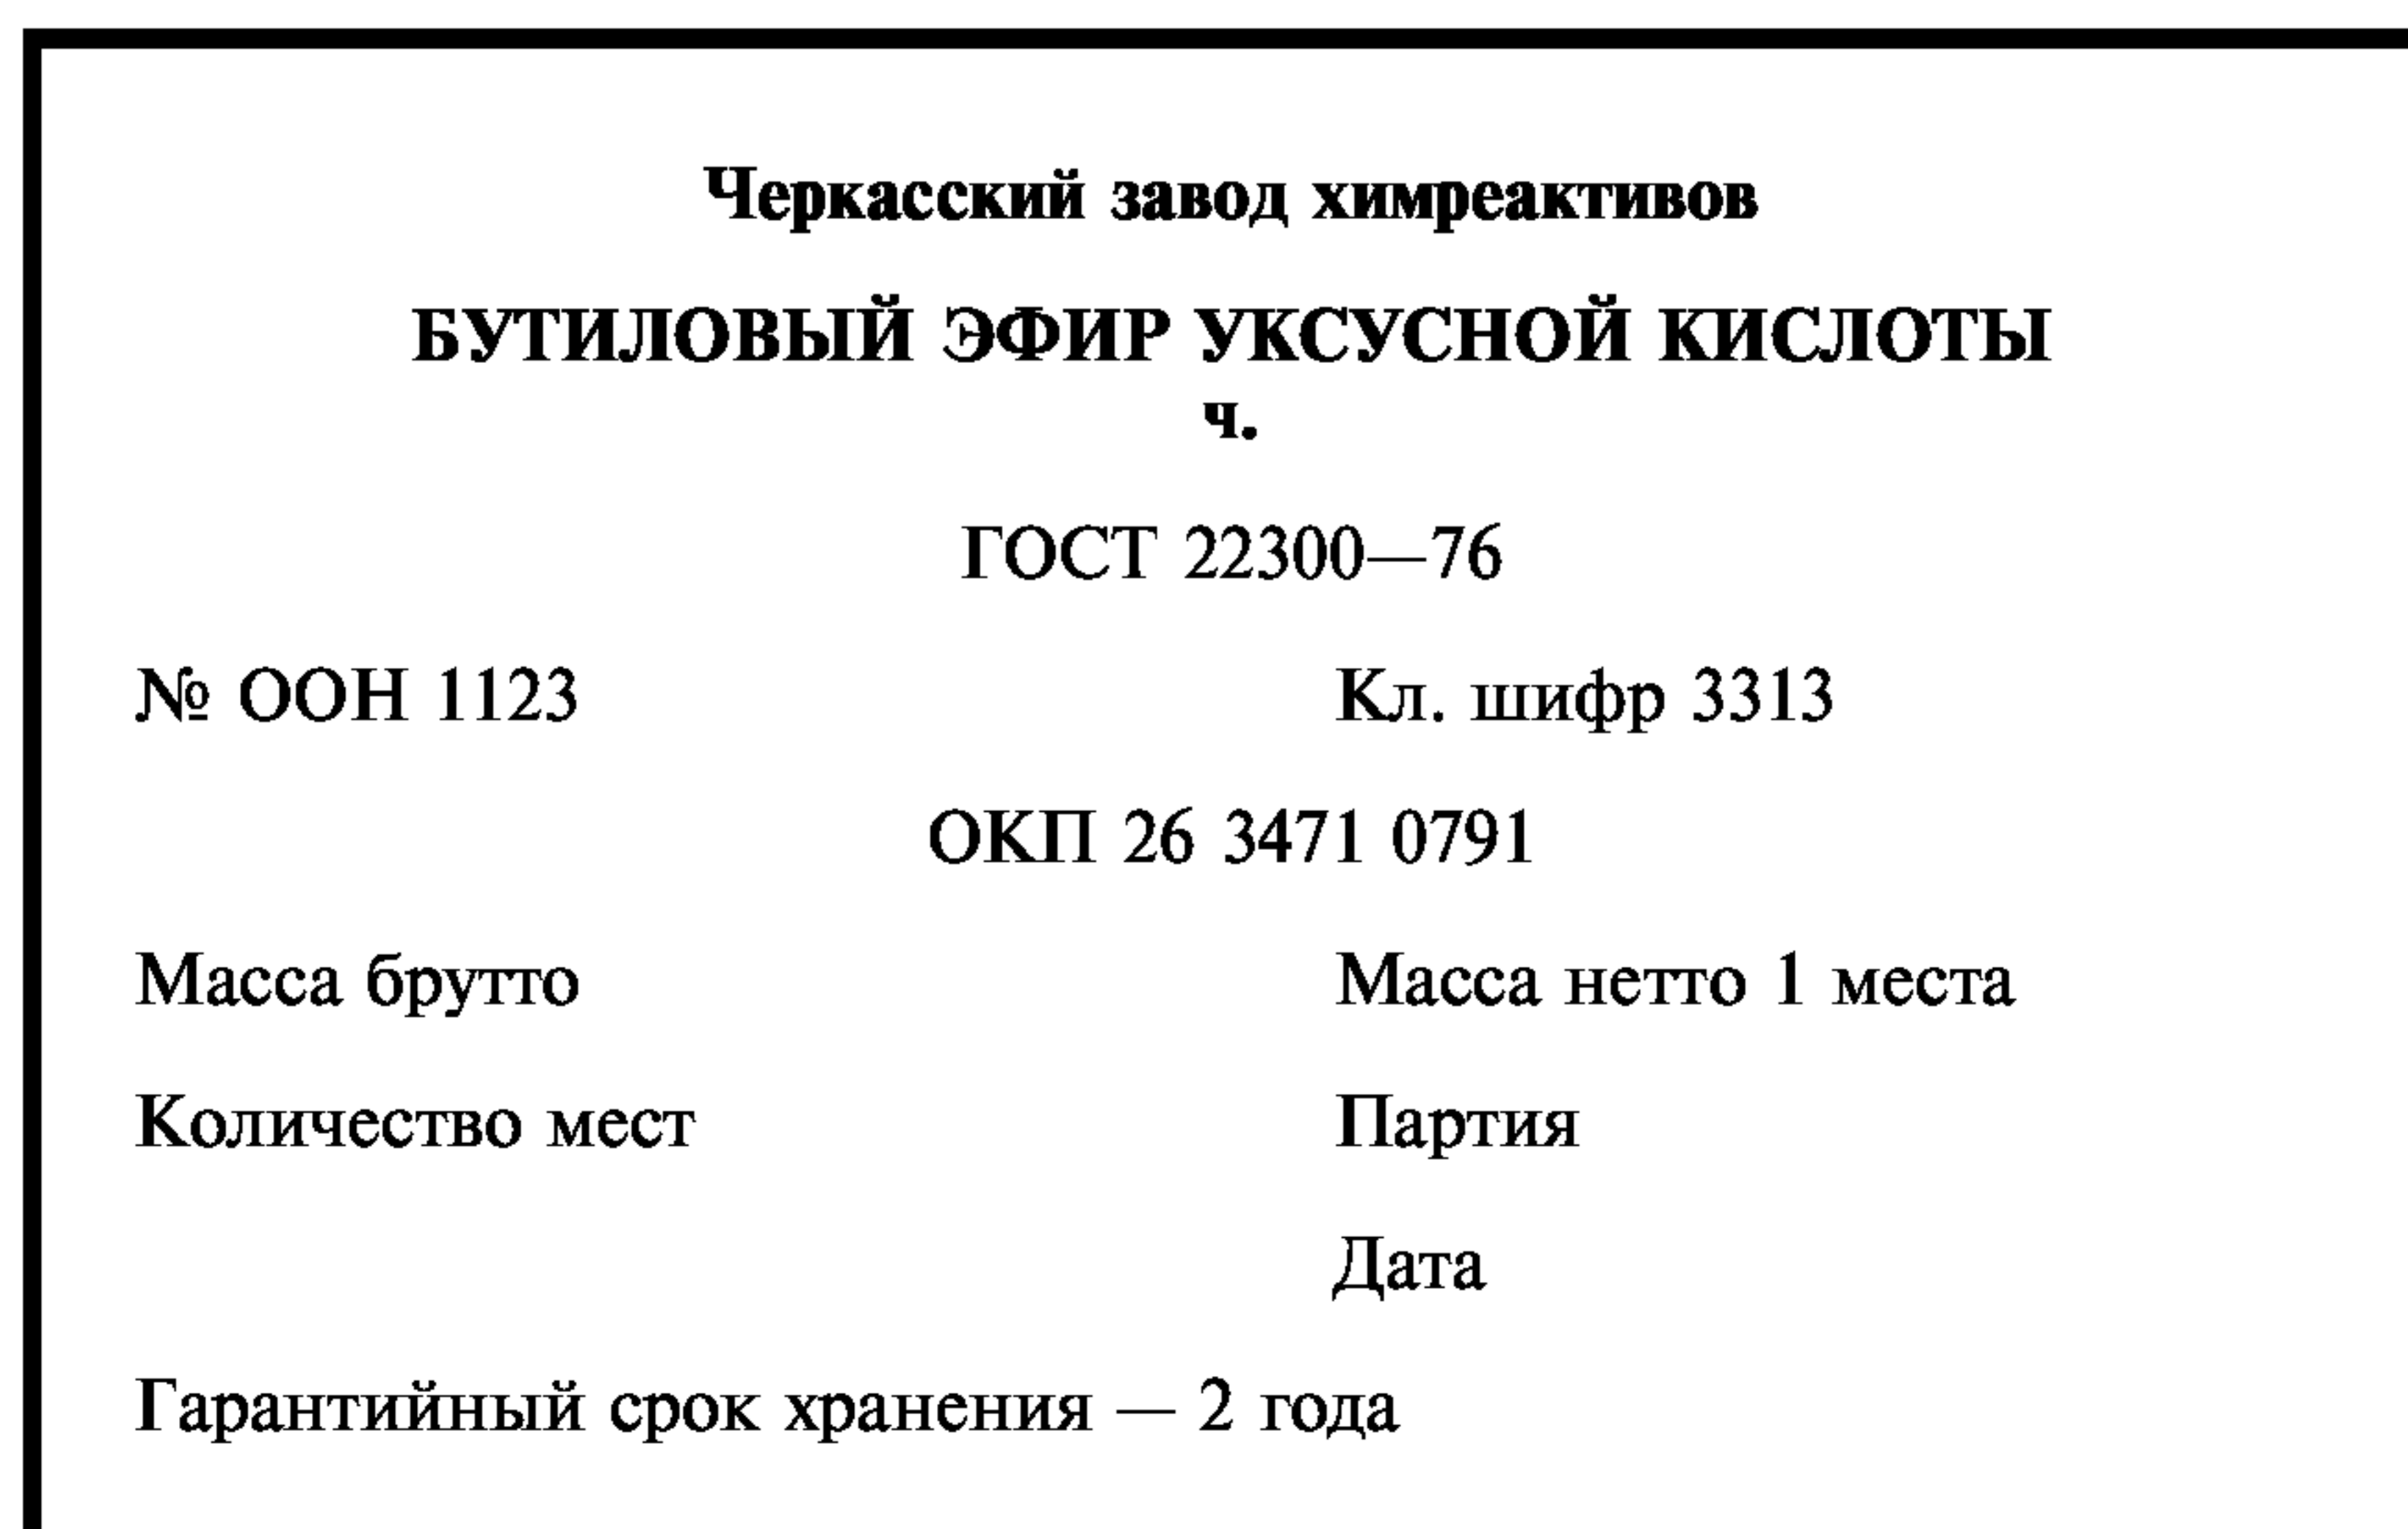 Черкасский завод химреактивов
БУТИЛОВЫЙ ЭФИР УКСУСНОЙ КИСЛОТЫ
ч.
ГОСТ 22300—76
№ ООН 1123 Кл. шифр 3313
ОКП 26 3471 0791
Масса брутто Масса нетто 1 места
Количество мест Партия
Дата
Гарантийный срок хранения — 2 года